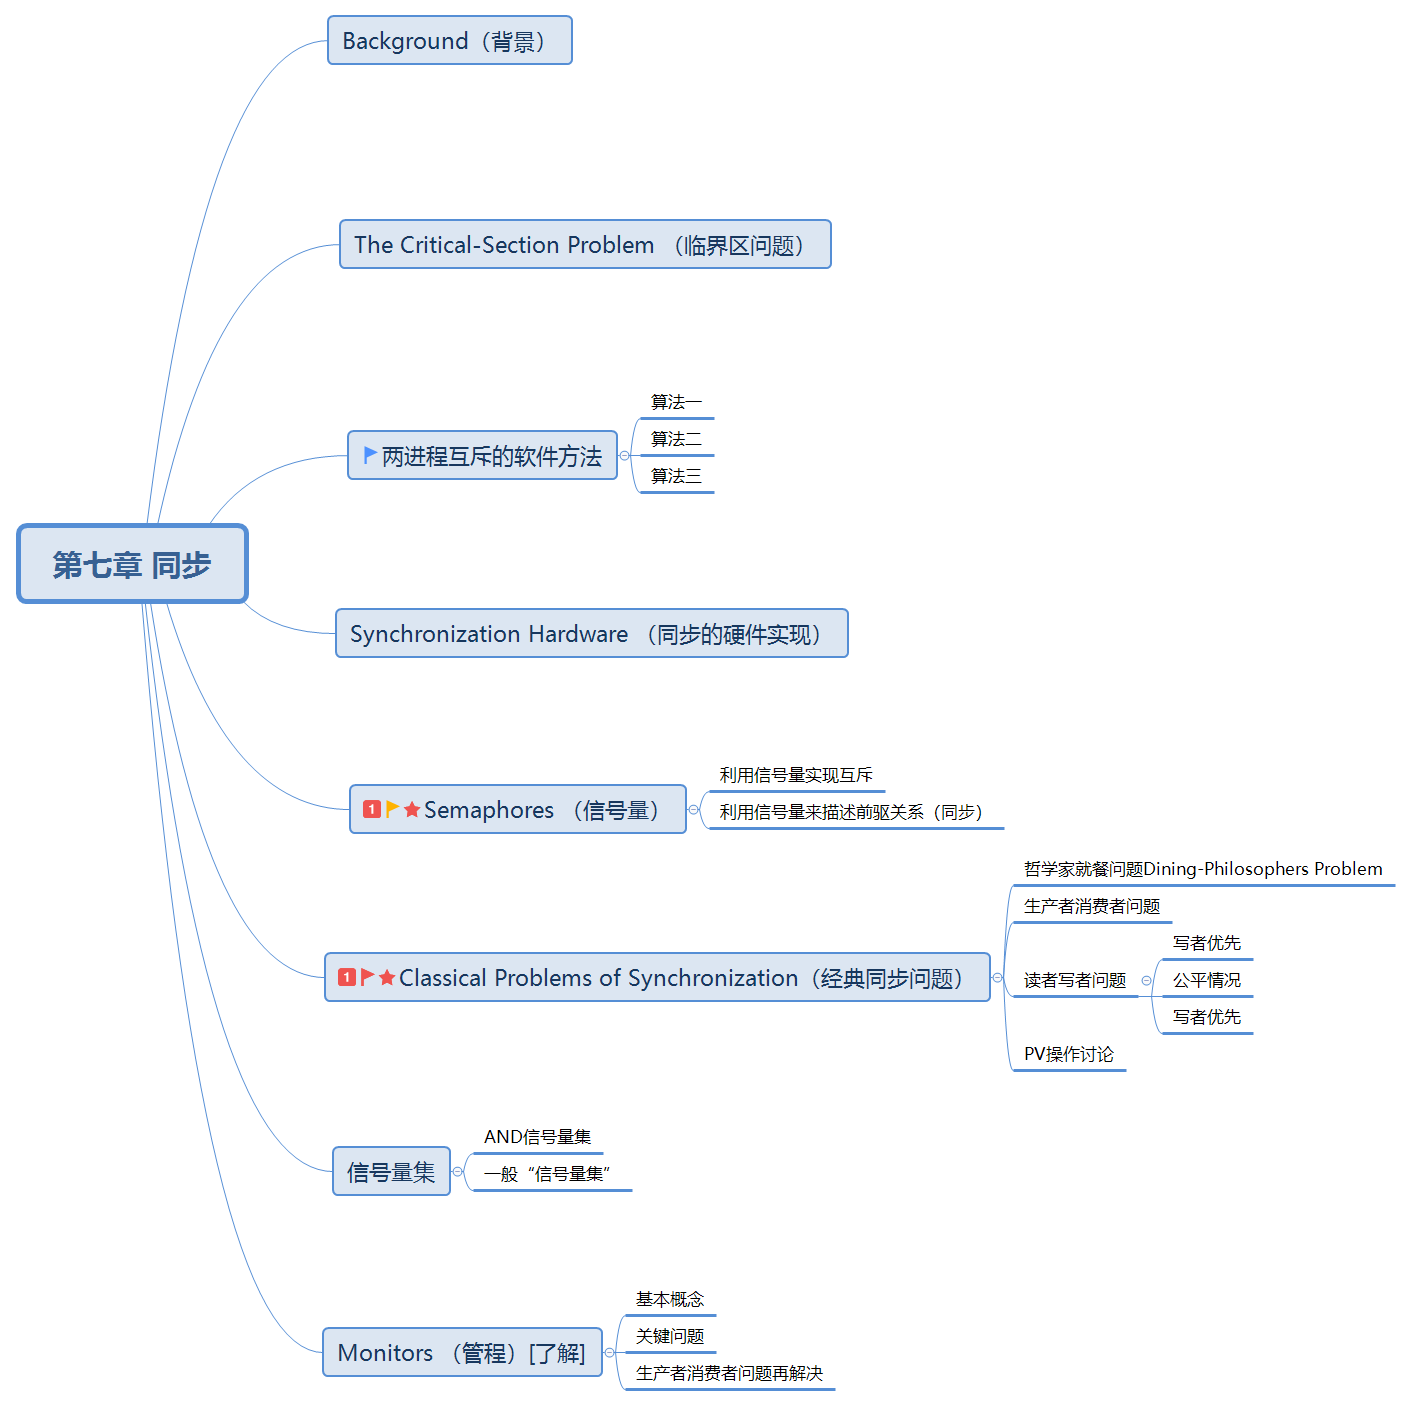 Background（背景）
The Critical-Section Problem （临界区问题）
两进程互斥的软件方法
算法一
算法二
算法三
第七章 同步
Synchronization Hardware （同步的硬件实现）
1
Semaphores （信号量）
利用信号量实现互斥
利用信号量来描述前驱关系（同步）
1
Classical Problems of Synchronization（经典同步问题）
哲学家就餐问题Dining-Philosophers Problem
生产者消费者问题
读者写者问题
写者优先
公平情况
写者优先
PV操作讨论
信号量集
AND信号量集
一般“信号量集”
Monitors （管程）[了解]
基本概念
关键问题
生产者消费者问题再解决